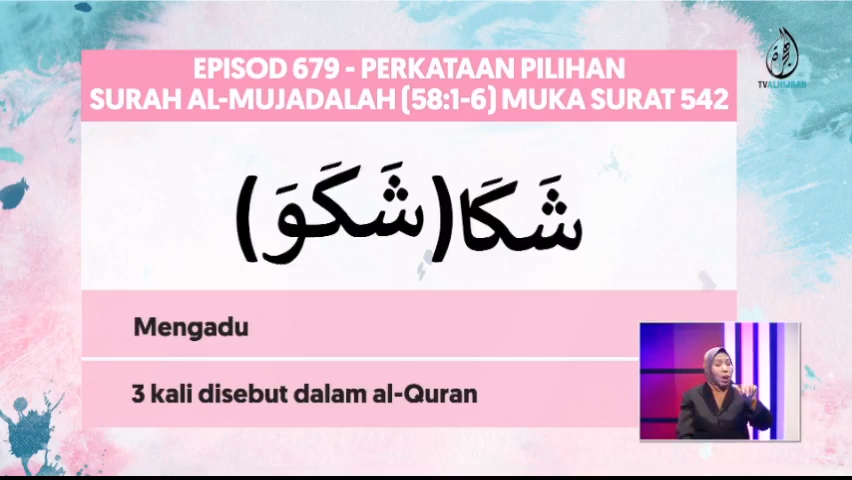 EPISOD 679 - PERKATAAN PILIHAN
SURAH AL-MUJADALAH (58:1-6) MUKA SURAT 542
شَكَا(شَكَوَ)
Mengadu
3 kali disebut dalam al-Quran
TVALHIJRAH